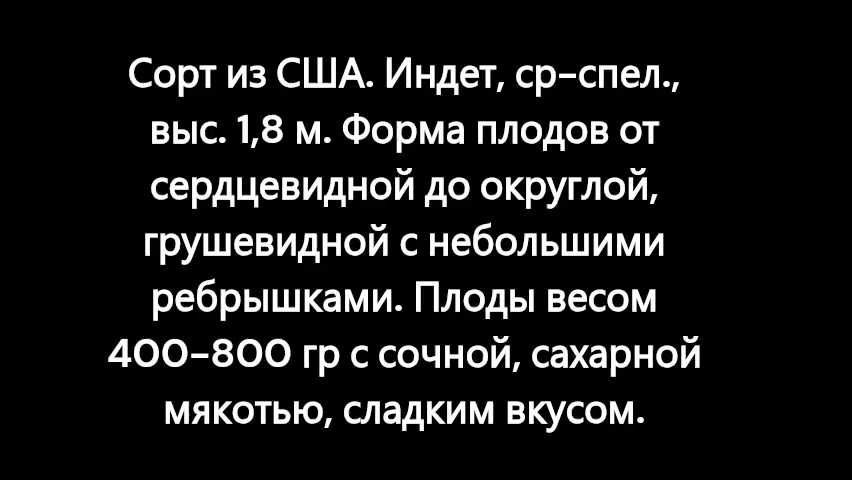 Сорт из США. Индет, ср-спел.,
выс. 1,8 м. Форма плодов от
сердцевидной до округлой,
грушевидной с небольшими
ребрышками. Плоды весом
400-800 гр с сочной, сахарной
мякотью, сладким вкусом.